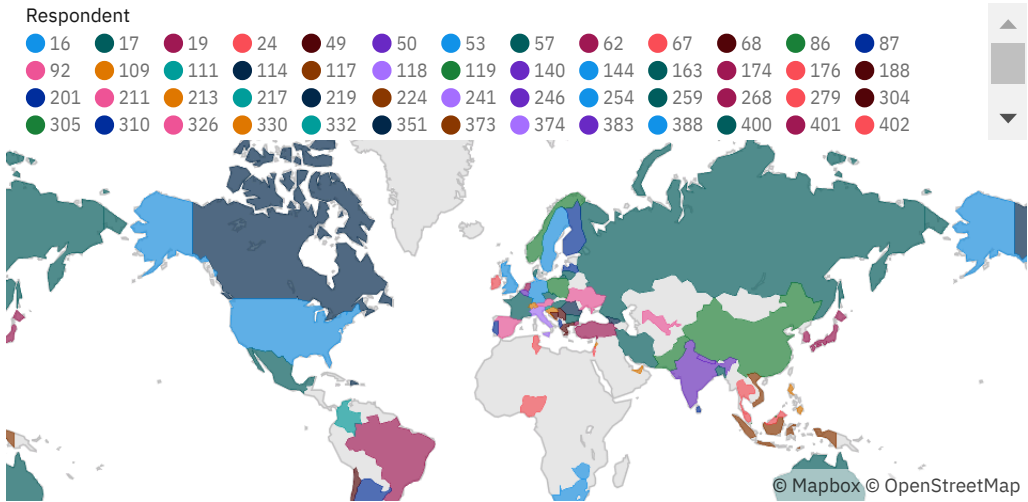 Respondent
16 17 19 24 49 50 53 57 62 67 68 86 87
92 109 111 114 117 118 119 140 144 163 174 176 188
201 211 213 217 219 224 241 246 254 259 268 279 304
305 310 326 330 332 351 373 374 383 388 400 401 402
© Mapbox © OpenStreetMap